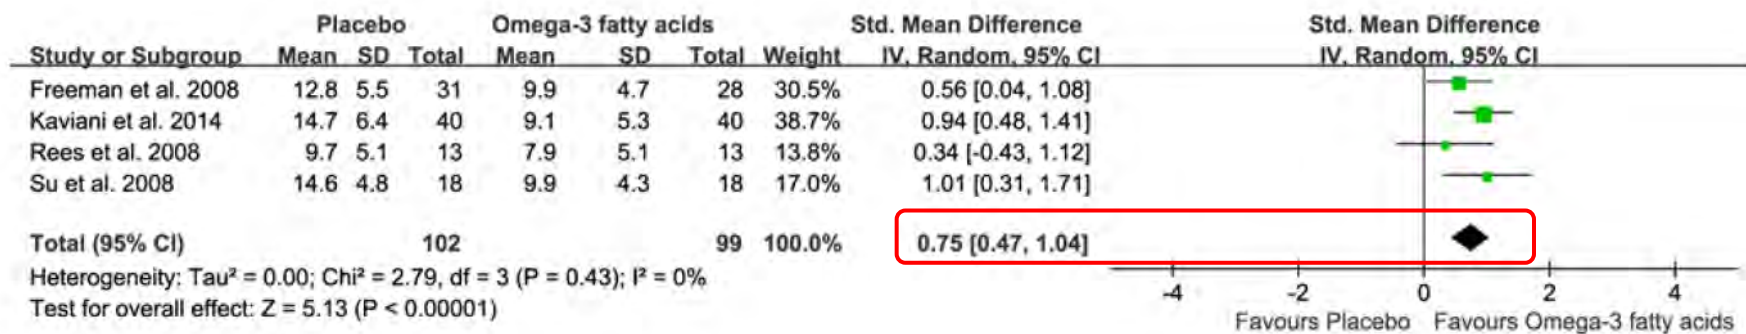 Placebo Omega-3 fatty acids Std. Mean Difference Std. Mean Difference
Study or Subgroup Mean SD Total Mean SD Total Weight IV, Random, 95% CI IV, Random, 95% CI
Freeman et al. 2008 12.8 5.5 31 9.9 4.7 28 30.5% 0.56 [0.04, 1.08]
Kaviani et al. 2014 14.7 6.4 40 9.1 5.3 40 38.7% 0.94 [0.48, 1.41]
Rees et al. 2008 9.7 5.1 13 7.9 5.1 13 13.8% 0.34 [-0.43, 1.12]
Su et al. 2008 14.6 4.8 18 9.9 4.3 18 17.0% 1.01 [0.31, 1.71]
Total (95% CI) 102 99 100.0% 0.75 [0.47, 1.04]
Heterogeneity: Tau² = 0.00; Chi² = 2.79, df = 3 (P = 0.43); I² = 0%
Test for overall effect: Z = 5.13 (P < 0.00001)
-4 -2 0 2 4
Favours Placebo Favours Omega-3 fatty acids